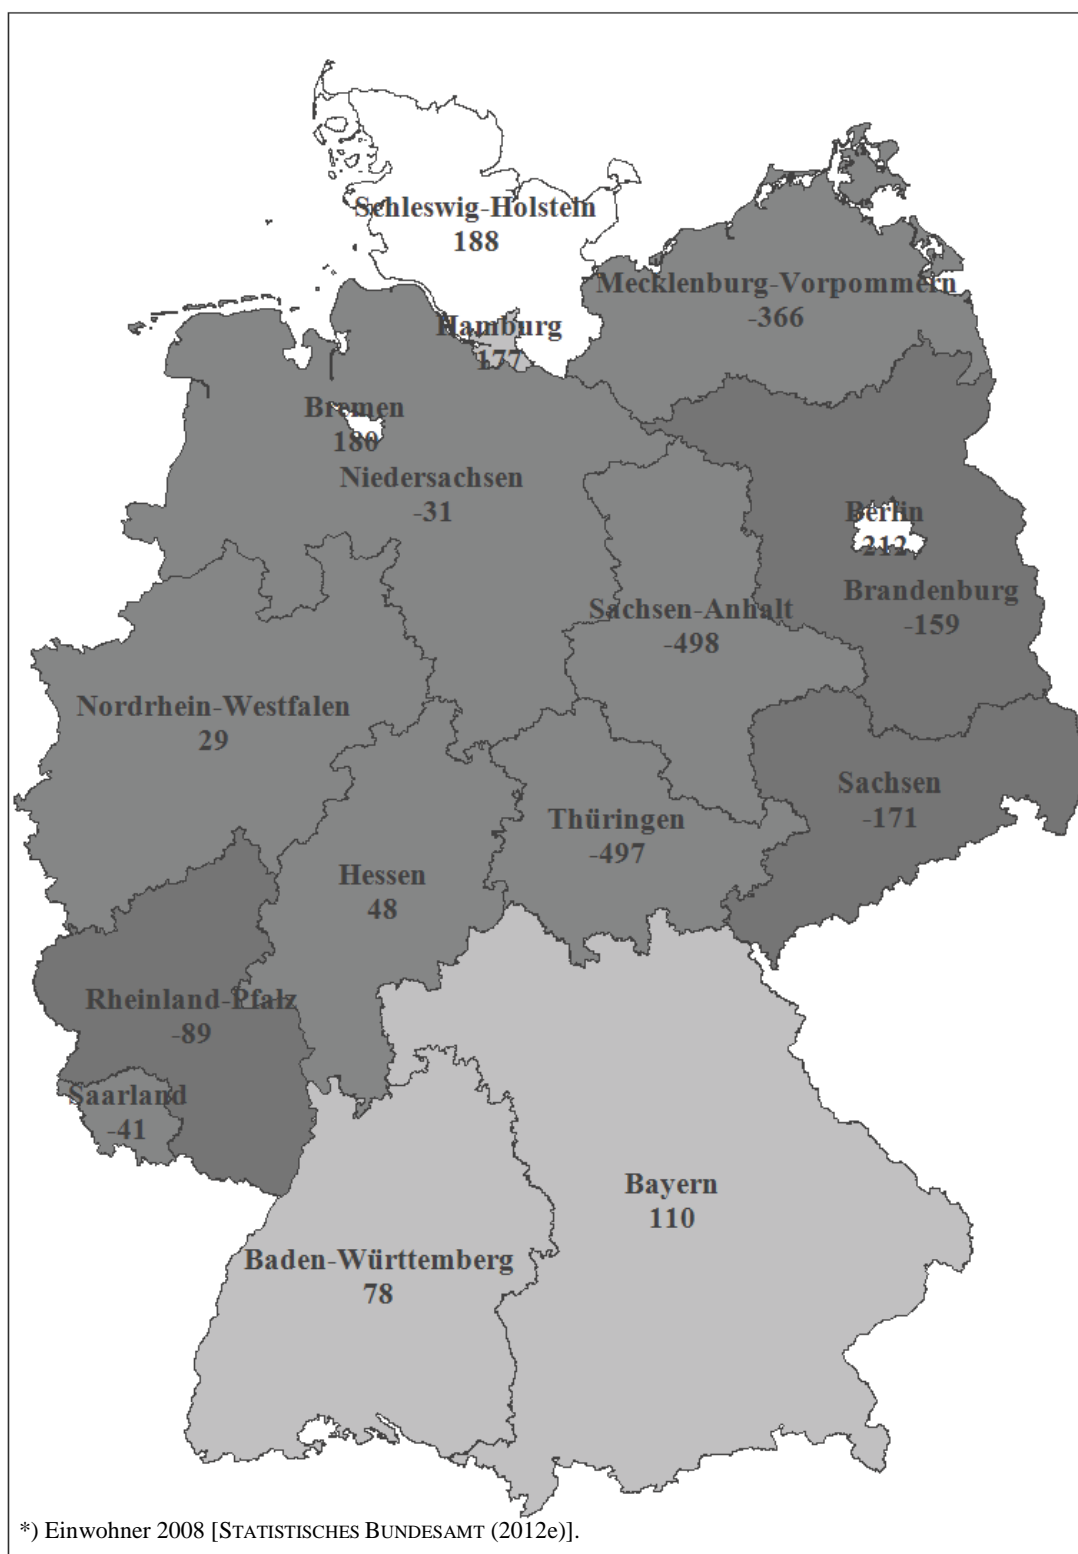 Schleswig-Holstein
188
Mecklenburg-Vorpommern
-366
Hamburg
177
Bremen
180
Niedersachsen
-31
Berlin
212
Brandenburg
-159
Sachsen-Anhalt
-498
Nordrhein-Westfalen
29
Sachsen
-171
Thüringen
-497
Hessen
48
Rheinland-Pfalz
-89
Saarland
-41
Bayern
110
Baden-Württemberg
78
*) Einwohner 2008 [STATISTISCHES BUNDESAMT (2012e)].